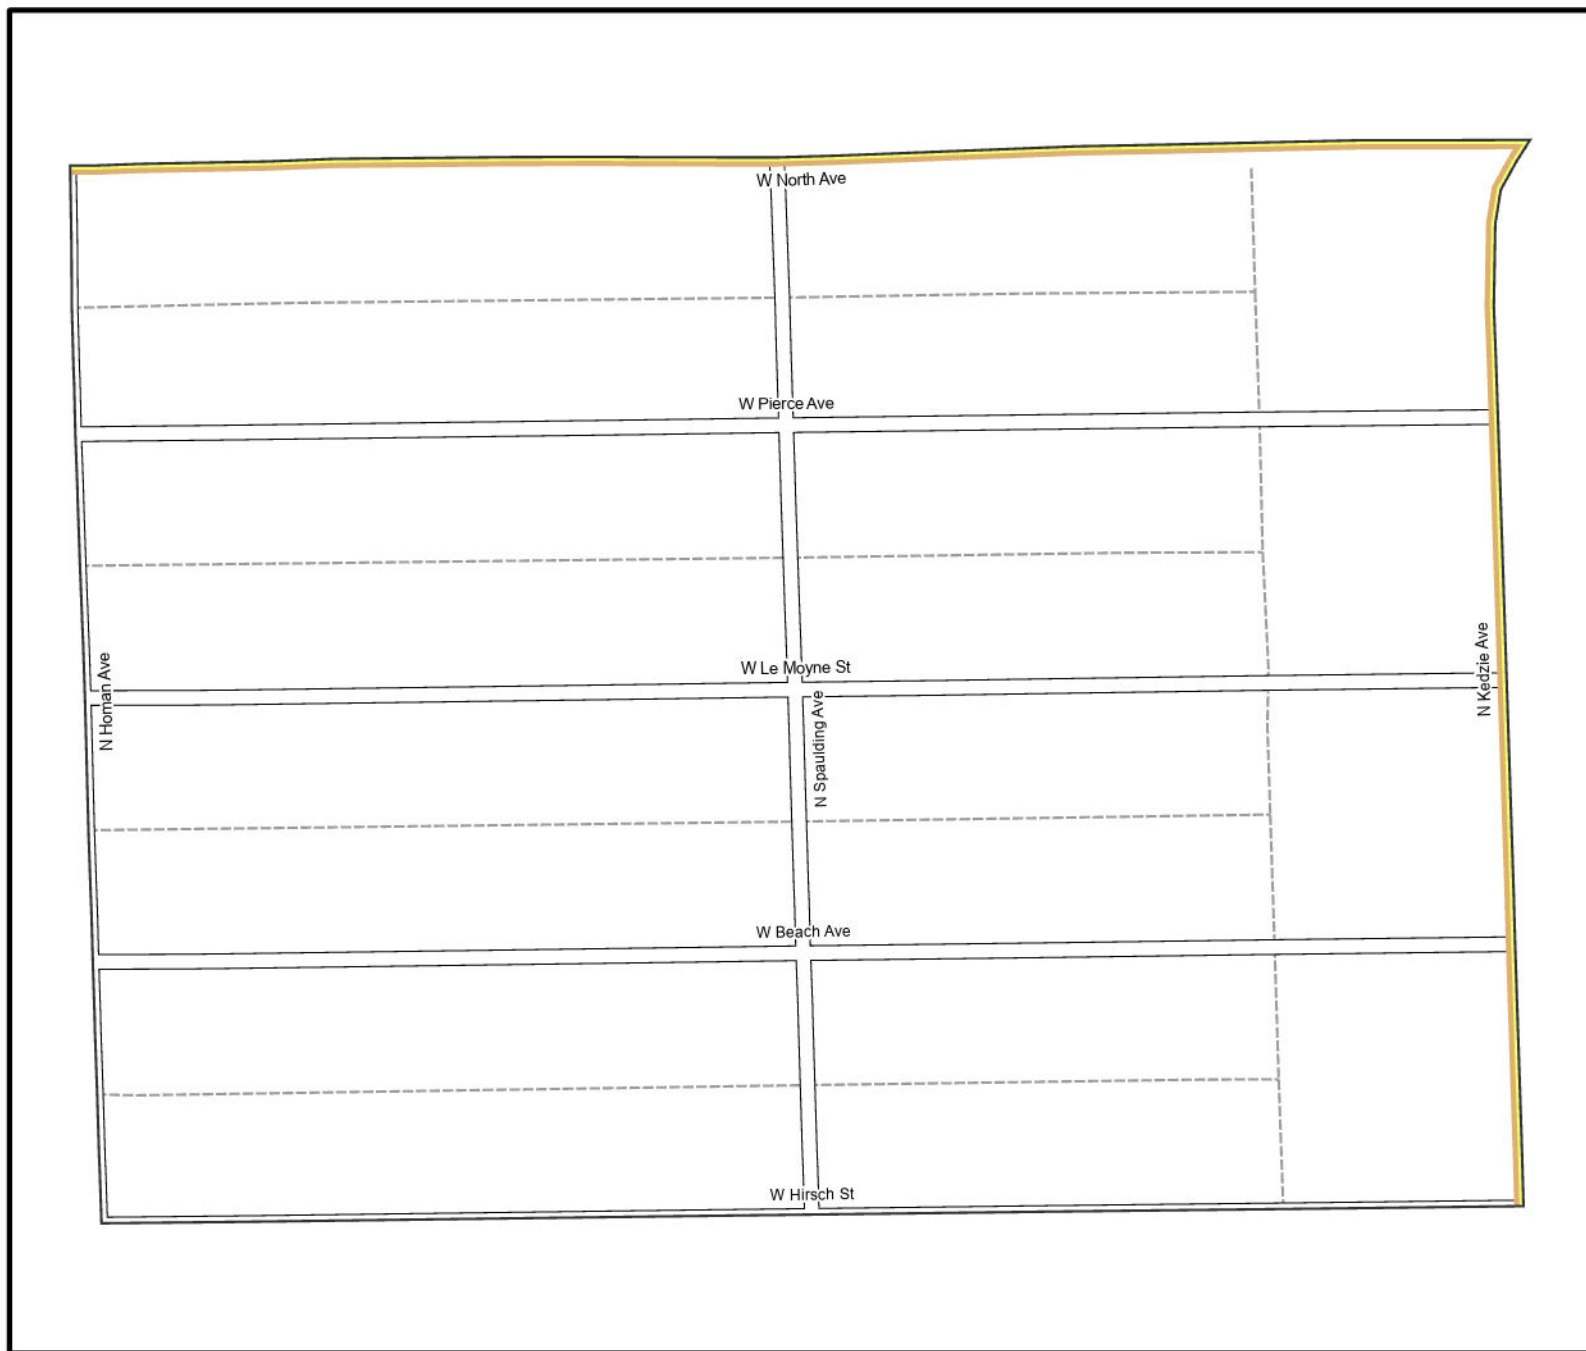 W North Ave
W Pierce Ave
W Le Moyne St
N Homan Ave
N Spaulding Ave
N Kedzie Ave
W Beach Ave
W Hirsch St